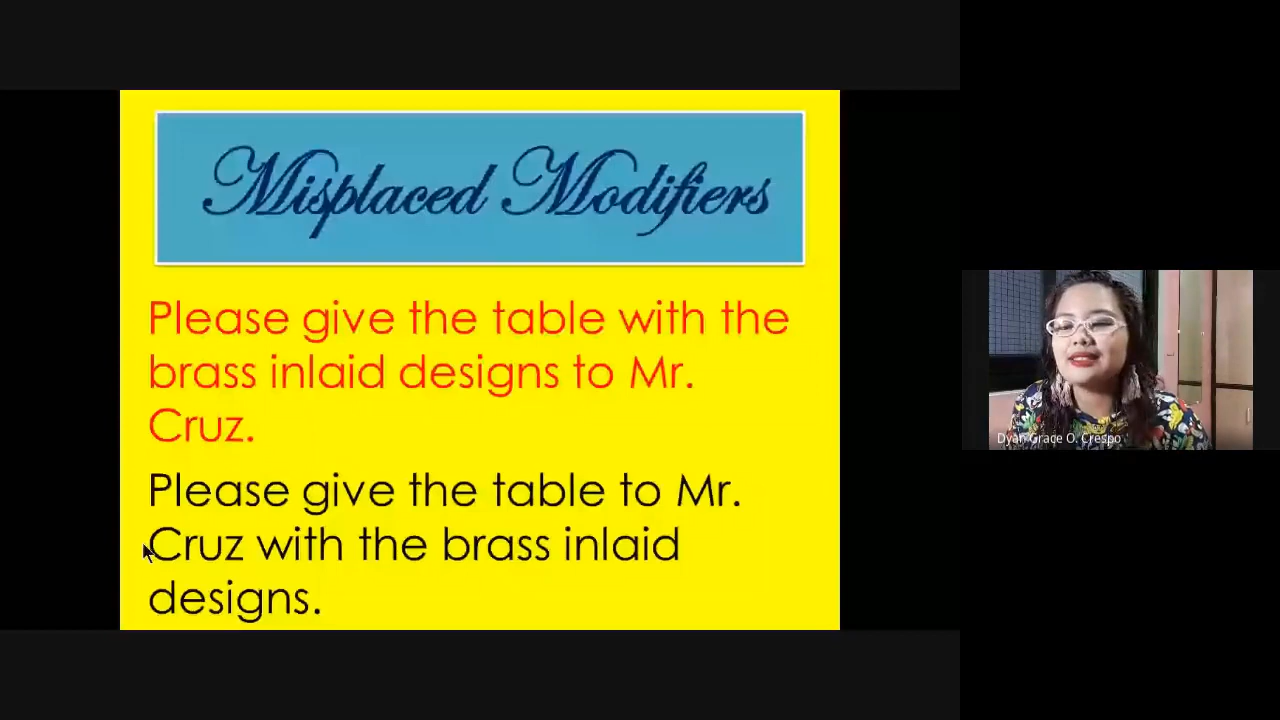 Misplaced Modifiers
Please give the table with the
brass inlaid designs to Mr.
Cruz.
Please give the table to Mr.
Cruz with the brass inlaid
designs.
Dyan Grace O. Crespo